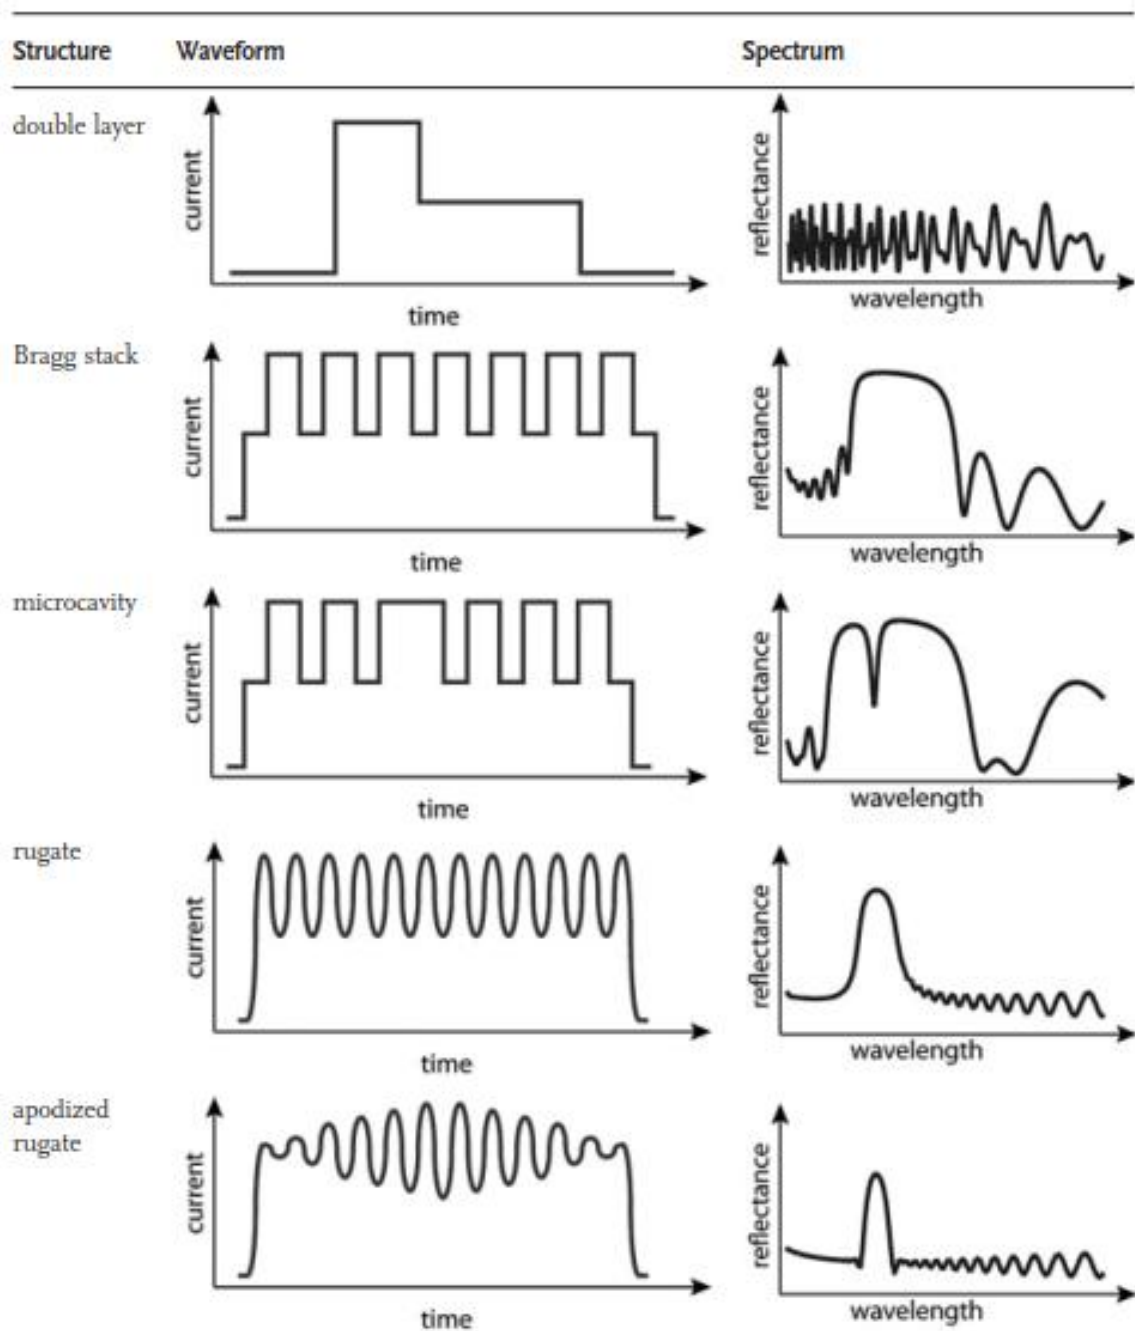 Structure Waveform Spectrum
double layer
current
time
reflectance
wavelength
Bragg stack
current
time
reflectance
wavelength
microcavity
current
time
reflectance
wavelength
rugate
current
time
reflectance
wavelength
apodized
rugate
current
time
reflectance
wavelength